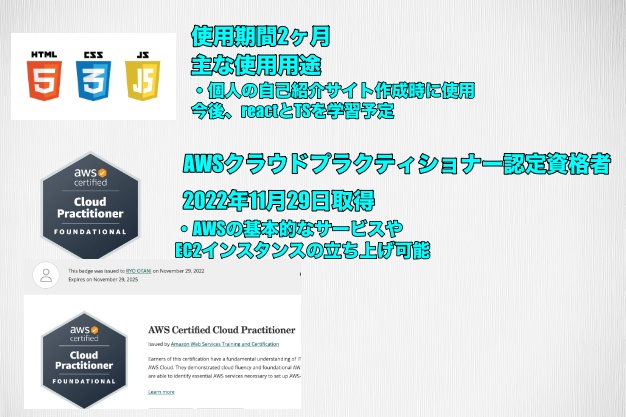 HTML
CSS
JS
5
3
JS
使用期間2ヶ月
主な使用用途
・個人の自己紹介サイト作成時に使用
今後、reactとTSを学習予定
aws
certified
Cloud
Practitioner
FOUNDATIONAL
AWSクラウドプラクティショナー認定資格者
2022年11月29日取得
・AWSの基本的なサービスや
EC2インスタンスの立ち上げ可能
This badge was issued to RYO OTANI on November 29, 2022
Expires on November 29, 2025
aws
certified
Cloud
Practitioner
FOUNDATIONAL
AWS Certified Cloud Practitioner
Issued by Amazon Web Services Training and Certification
Earners of this certification have a fundamental understanding of IT
AWS Cloud. They demonstrated cloud fluency and foundational AW
are able to identify essential AWS services necessary to set up AWS-
Learn more